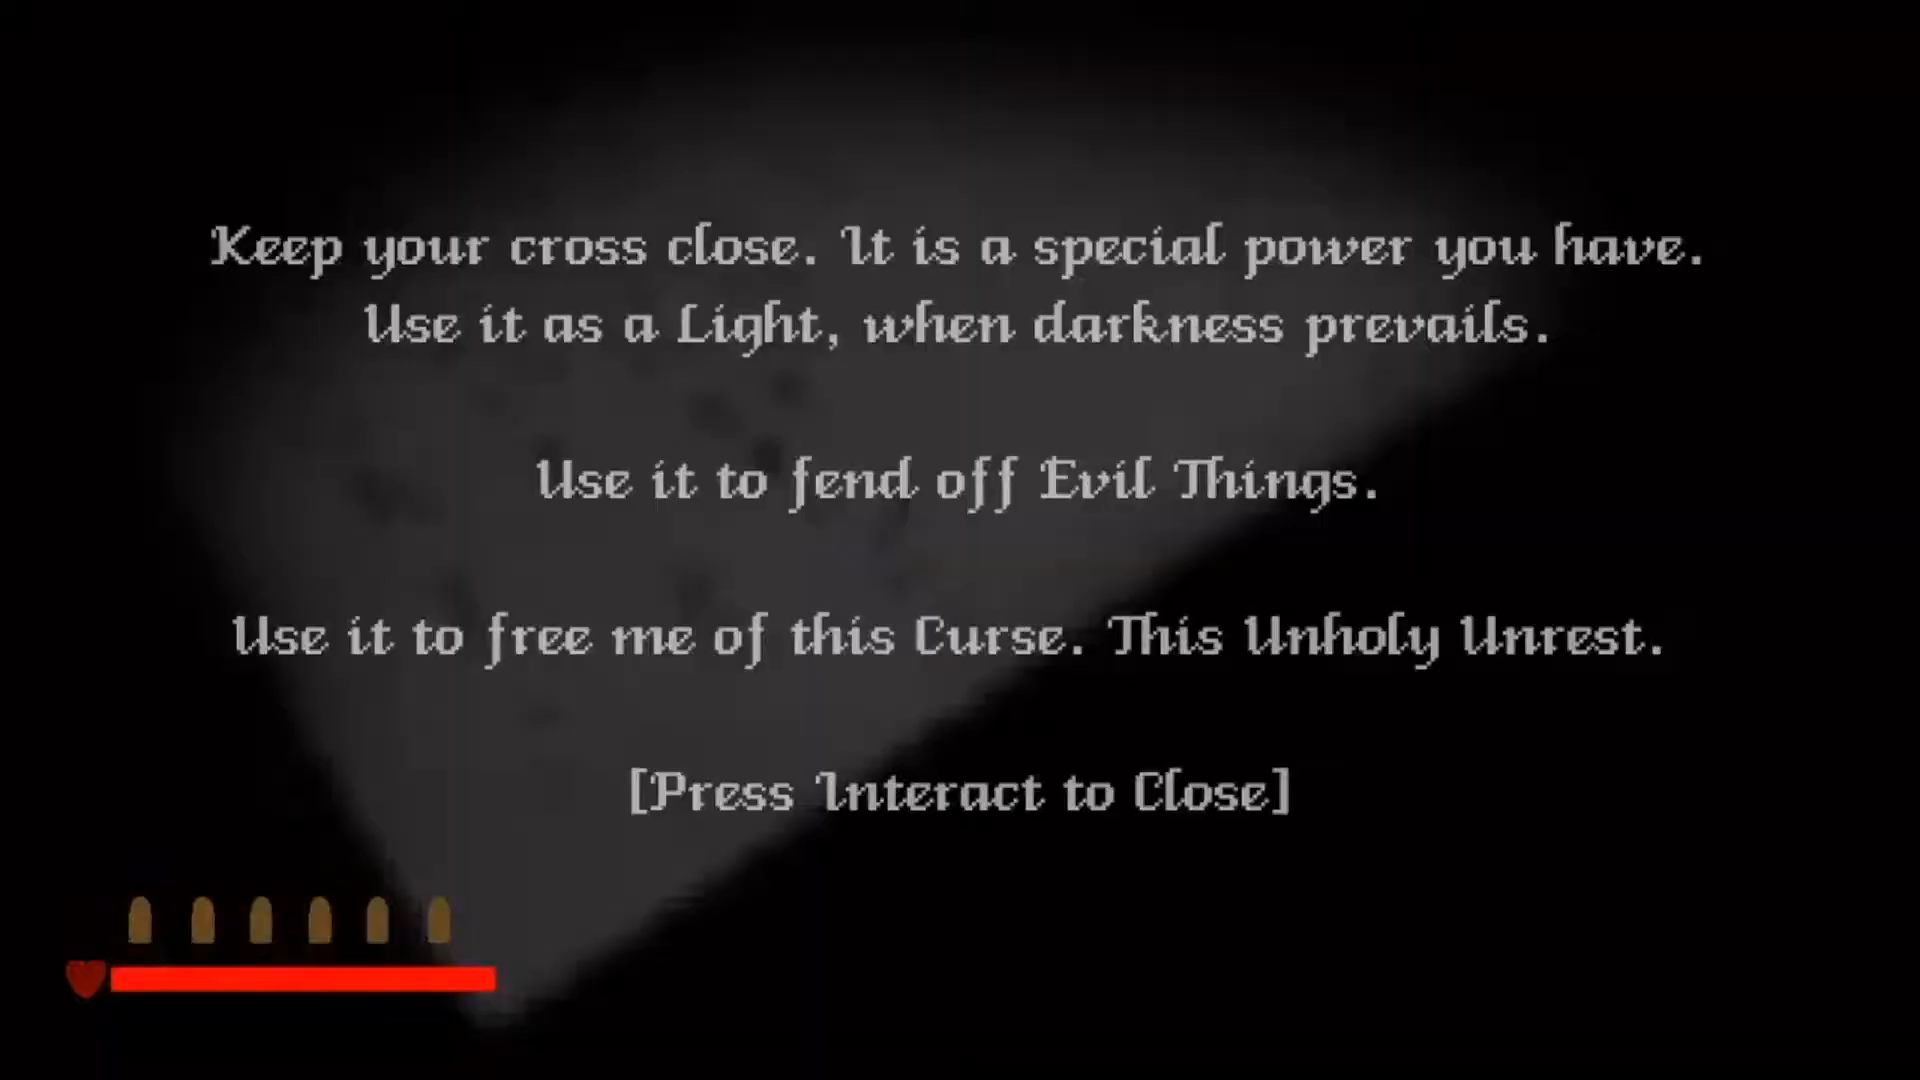 Keep your cross close. It is a special power you have.
Use it as a Light, when darkness prevails.
Use it to fend off Evil Things.
Use it to free me of this Curse. This Unholy Unrest.
[Press Interact to Close]